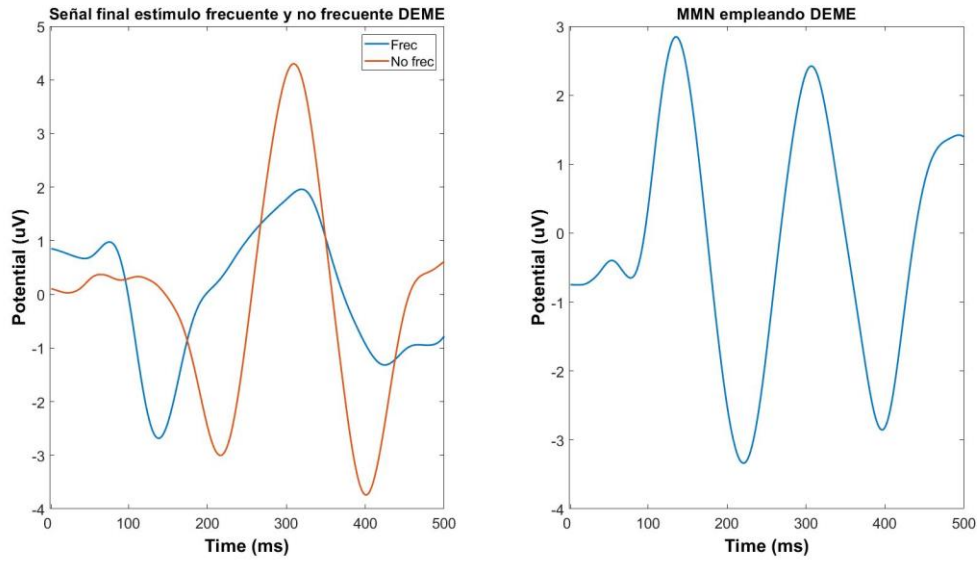 Señal final estímulo frecuente y no frecuente DEME
Frec
No frec
5
4
3
2
1
0
-1
-2
-3
-4
Potential (uV)
0 100 200 300 400 500
Time (ms)
MMN empleando DEME
3
2
1
0
-1
-2
-3
-4
Potential (uV)
0 100 200 300 400 500
Time (ms)